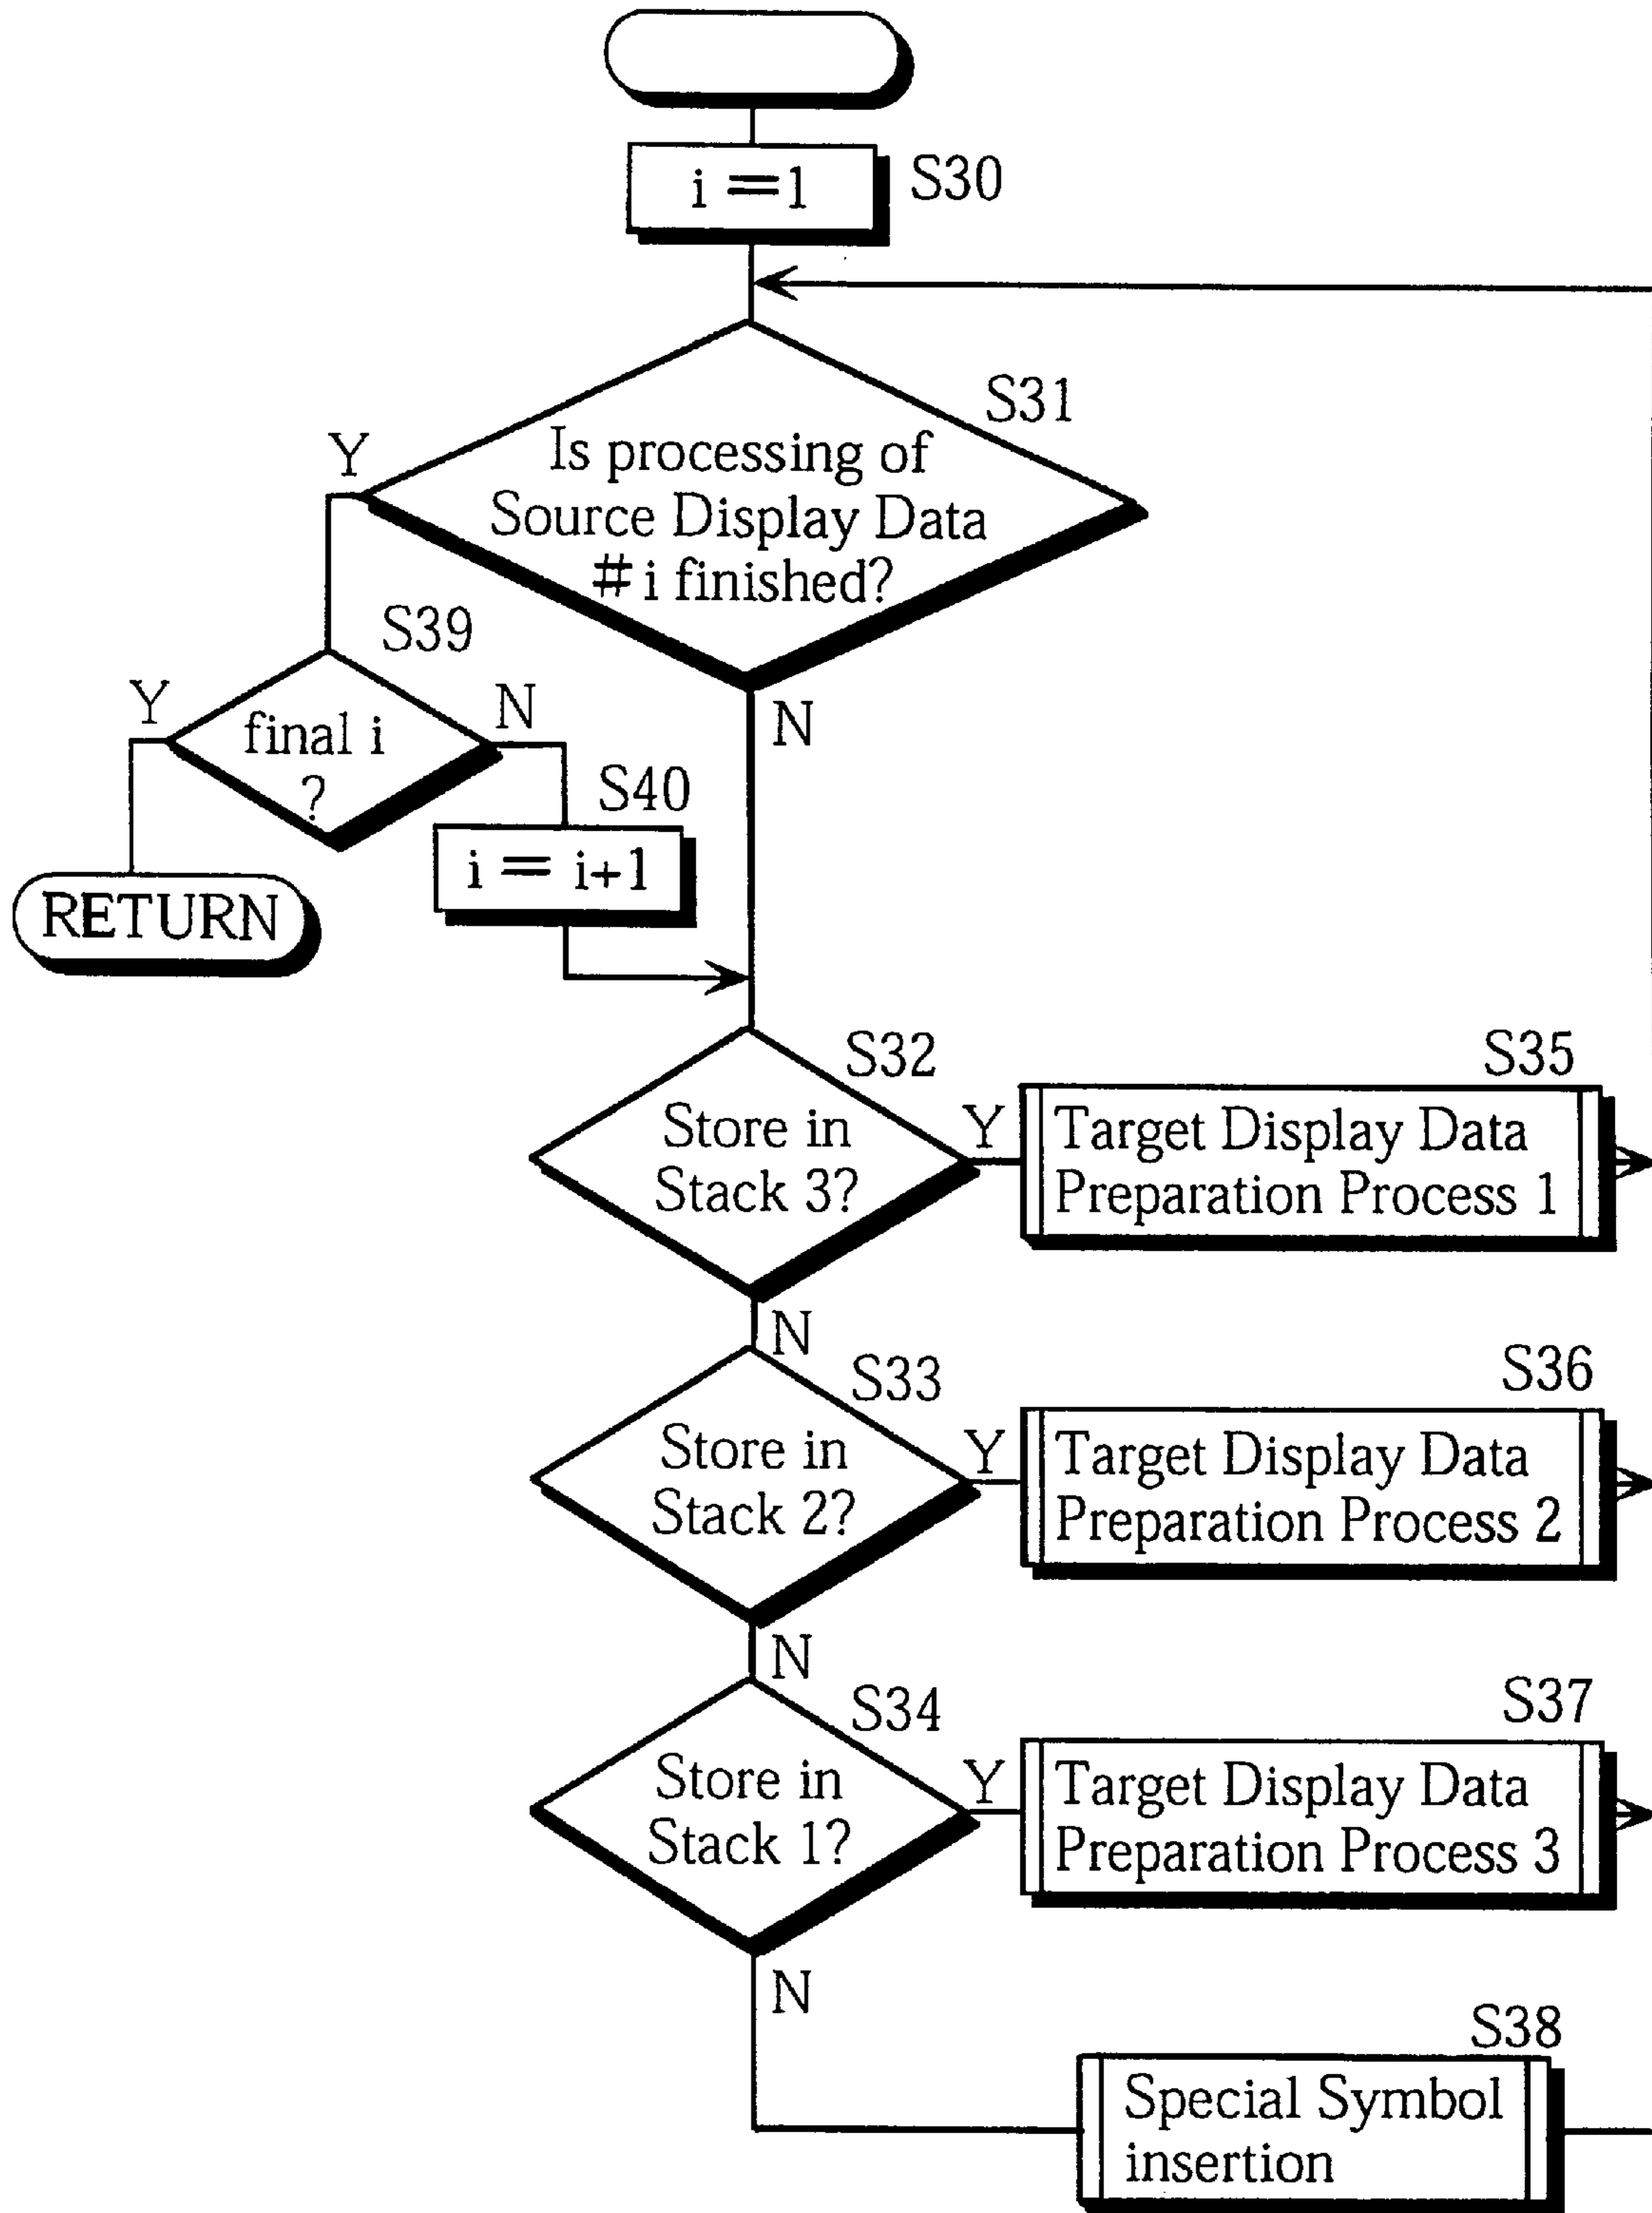 i = 1
S30
S31
Y
Is processing of
Source Display Data
# i finished?
S39
Y
N
final i
?
N
S40
i = i+1
RETURN
S32
S35
Store in
Stack 3?
Y
Target Display Data
Preparation Process 1
N
S33
S36
Store in
Stack 2?
Y
Target Display Data
Preparation Process 2
N
S34
S37
Store in
Stack 1?
Y
Target Display Data
Preparation Process 3
N
S38
Special Symbol
insertion